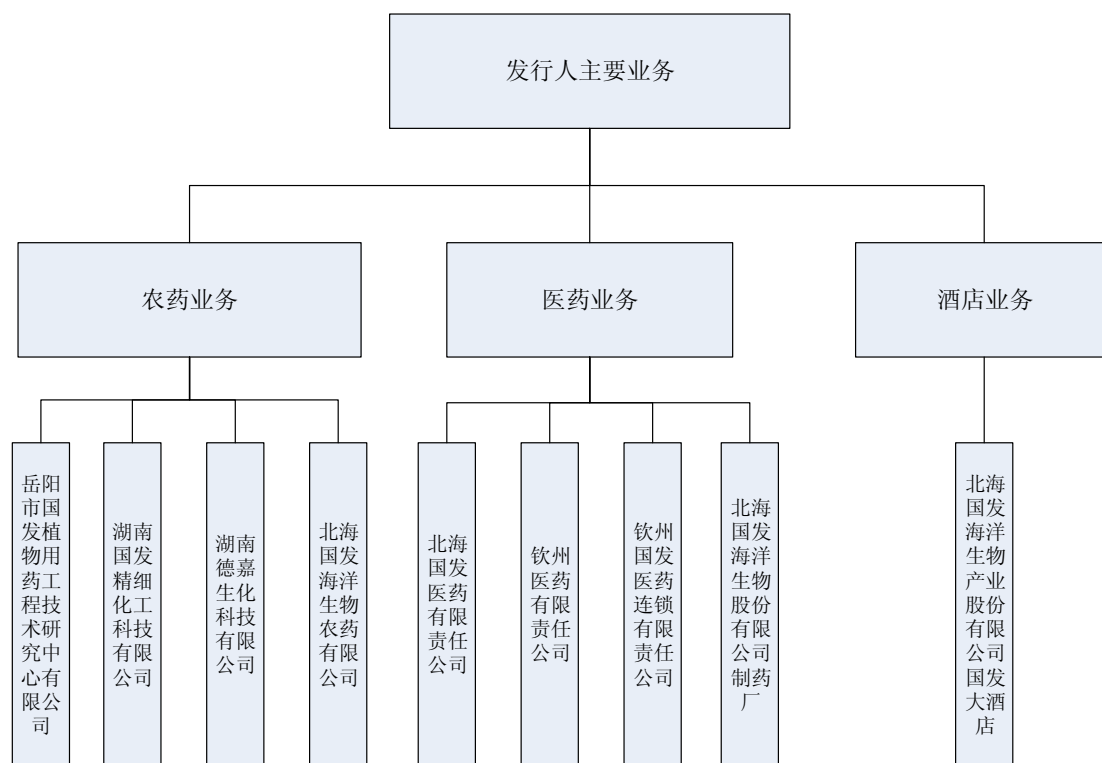 发行人主要业务
农药业务
医药业务
酒店业务
岳阳
市国
发植
物用
药工
程技
术研
究中
心有
限公
司
湖南
国发
精细
化工
科技
有限
公司
湖南
德嘉
生化
科技
有限
公司
北海
国发
海洋
生物
农药
有限
公司
北海
国发
医药
有限
责任
公司
钦州
医药
有限
责任
公司
钦州
国发
医药
连锁
有限
责任
公司
北海
国发
海洋
生物
股份
有限
公司
制药
厂
北海
国发
海洋
生物
产业
股份
有限
公司
国发
大酒
店